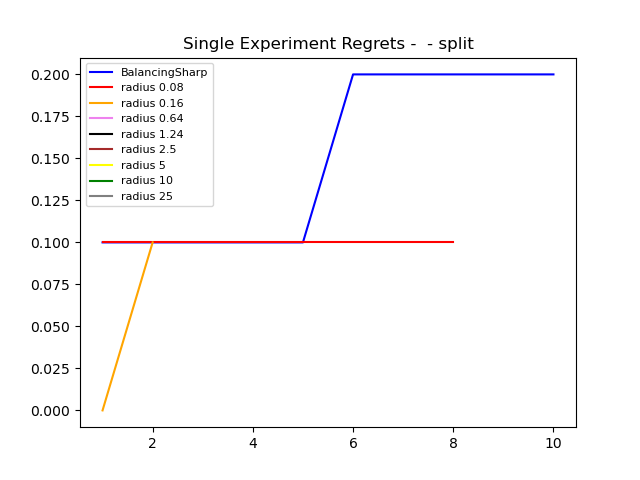 Single Experiment Regrets -  - split
0.200
0.175
0.150
0.125
0.100
0.075
0.050
0.025
0.000
BalancingSharp
radius 0.08
radius 0.16
radius 0.64
radius 1.24
radius 2.5
radius 5
radius 10
radius 25
2 4 6 8 10